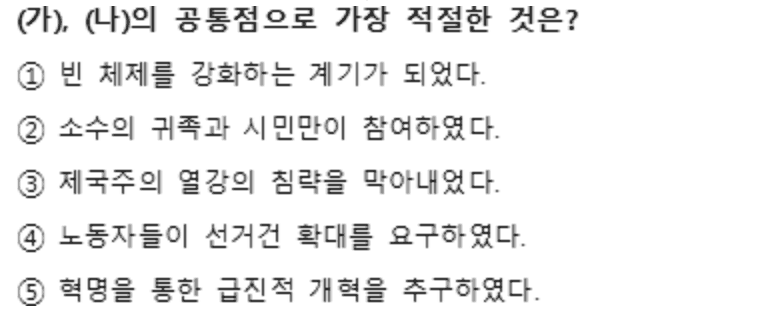 (가), (나)의 공통점으로 가장 적절한 것은?
① 빈 체제를 강화하는 계기가 되었다.
② 소수의 귀족과 시민만이 참여하였다.
③ 제국주의 열강의 침략을 막아내었다.
④ 노동자들이 선거건 확대를 요구하였다.
⑤ 혁명을 통한 급진적 개혁을 추구하였다.